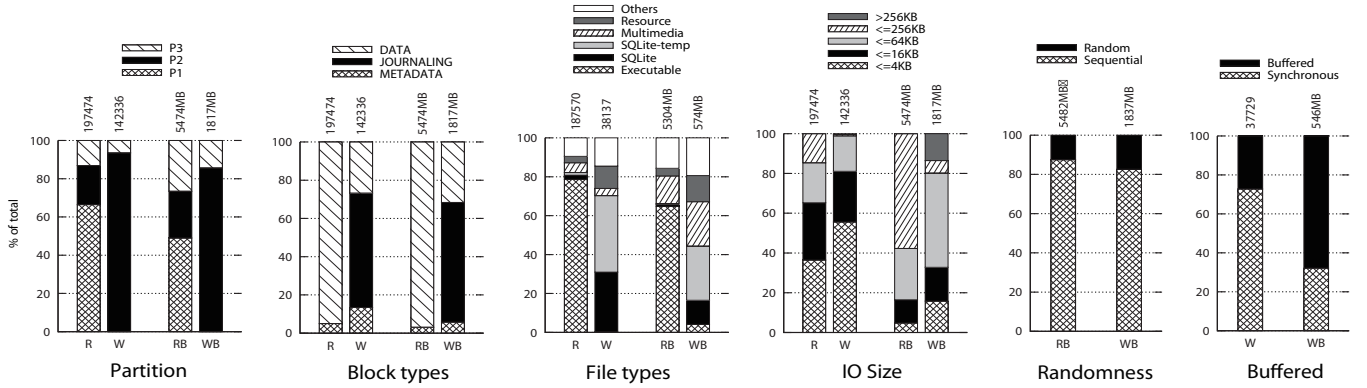 P3
P2
P1
197474
142336
5474MB
1817MB
% of total
100
80
60
40
20
0
R W RB WB
Partition
DATA
JOURNALING
METADATA
197474
142336
5474MB
1817MB
100
80
60
40
20
0
R W RB WB
Block types
Others
Resource
Multimedia
SQLite-temp
SQLite
Executable
187570
38137
5304MB
574MB
100
80
60
40
20
0
R W RB WB
File types
>256KB
<=256KB
<=64KB
<=16KB
<=4KB
197474
142336
5474MB
1817MB
100
80
60
40
20
0
R W RB WB
IO Size
Random
Sequential
5482MB
1837MB
100
80
60
40
20
0
RB WB
Randomness
Buffered
Synchronous
37729
546MB
100
80
60
40
20
0
W WB
Buffered